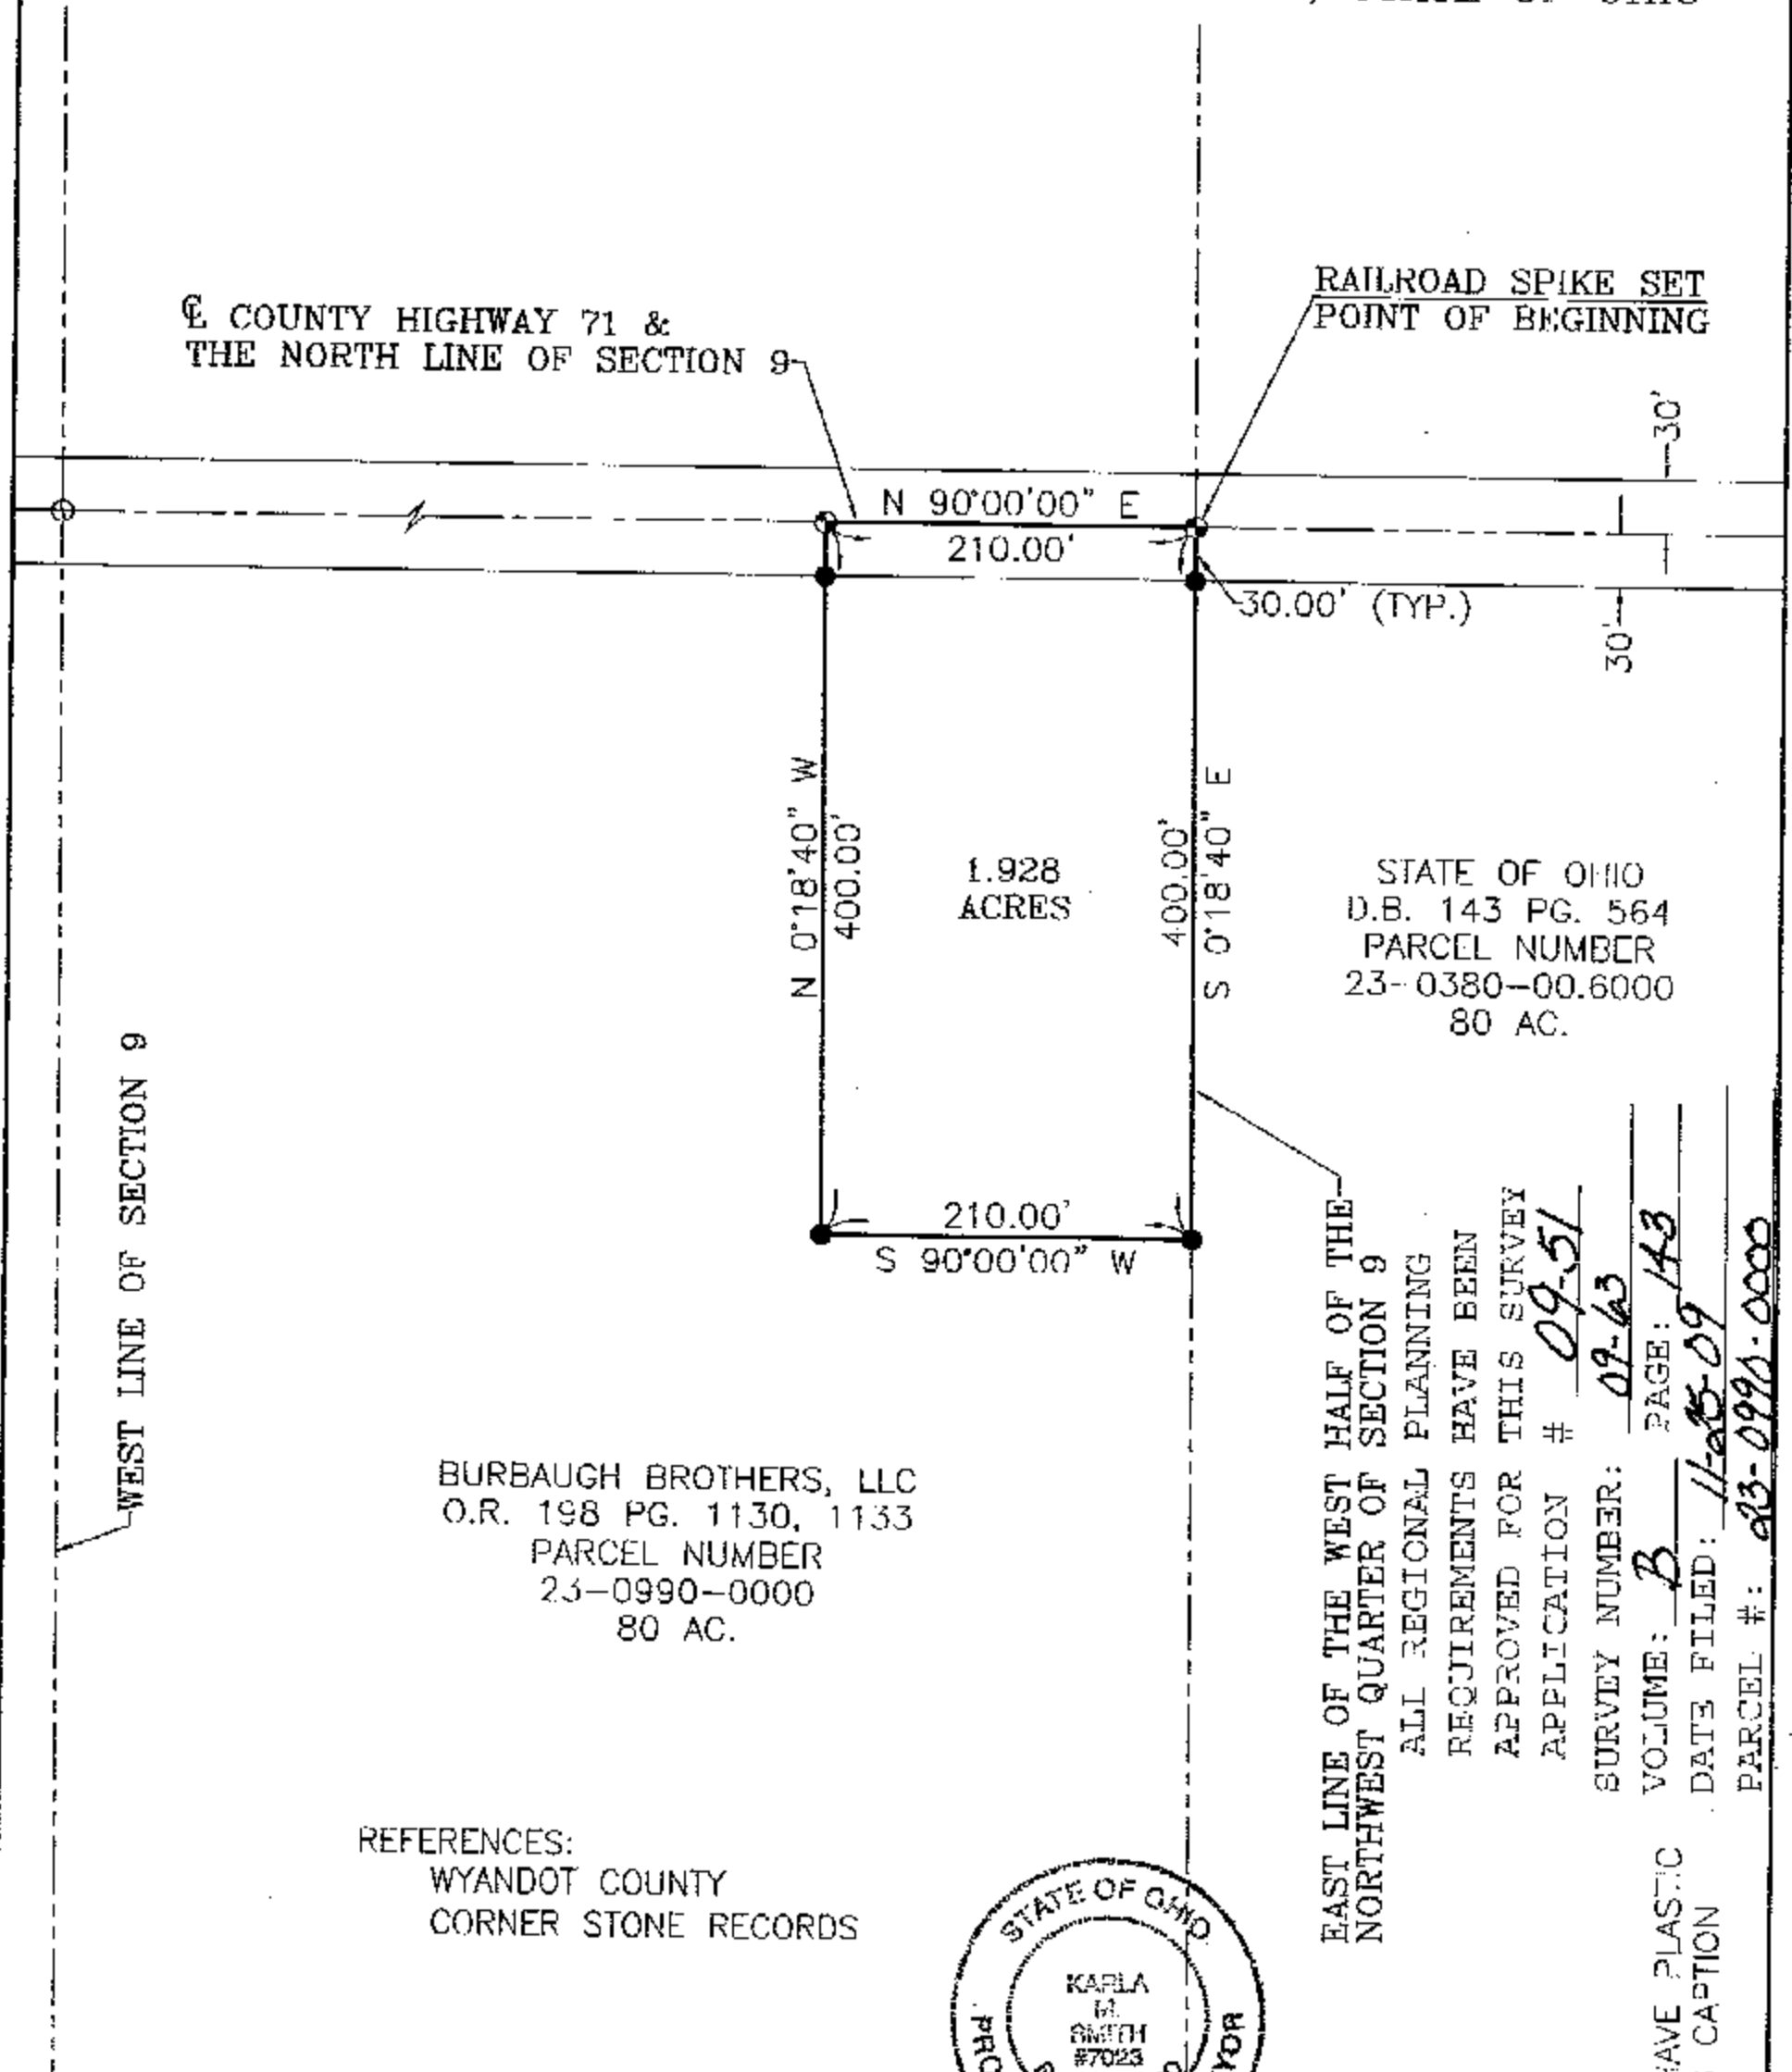 STATE OF OHIO
℄ COUNTY HIGHWAY 71 &
THE NORTH LINE OF SECTION 9
RAILROAD SPIKE SET
POINT OF BEGINNING
30'
N 90°00'00" E
210.00'
30.00' (TYP.)
30'
N 0°18'40" W
400.00'
1.928
ACRES
400.00'
S 0°18'40" E
STATE OF OHIO
D.B. 143 PG. 564
PARCEL NUMBER
23-0380-00.6000
80 AC.
WEST LINE OF SECTION 9
210.00'
S 90°00'00" W
EAST LINE OF THE WEST HALF OF THE
NORTHWEST QUARTER OF SECTION 9
ALL REGIONAL PLANNING
REQUIREMENTS HAVE BEEN
APPROVED FOR THIS SURVEY
APPLICATION # 09-51
SURVEY NUMBER: 09-63
VOLUME: B PAGE: 143
DATE FILED: 11-25-09
PARCEL #: 23-0990-0000
BURBAUGH BROTHERS, LLC
O.R. 198 PG. 1130, 1133
PARCEL NUMBER
23-0990-0000
80 AC.
REFERENCES:
WYANDOT COUNTY
CORNER STONE RECORDS
STATE OF OHIO
KARLA
M.
SMITH
#7023
HAVE PLASTIC
CAPTION